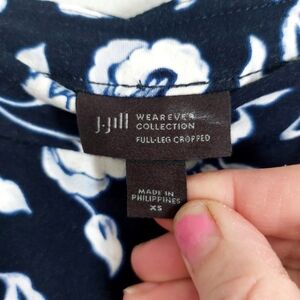 J.Jill
WEAREVER
COLLECTION
FULL-LEG CROPPED
MADE IN
PHILIPPINES
XS